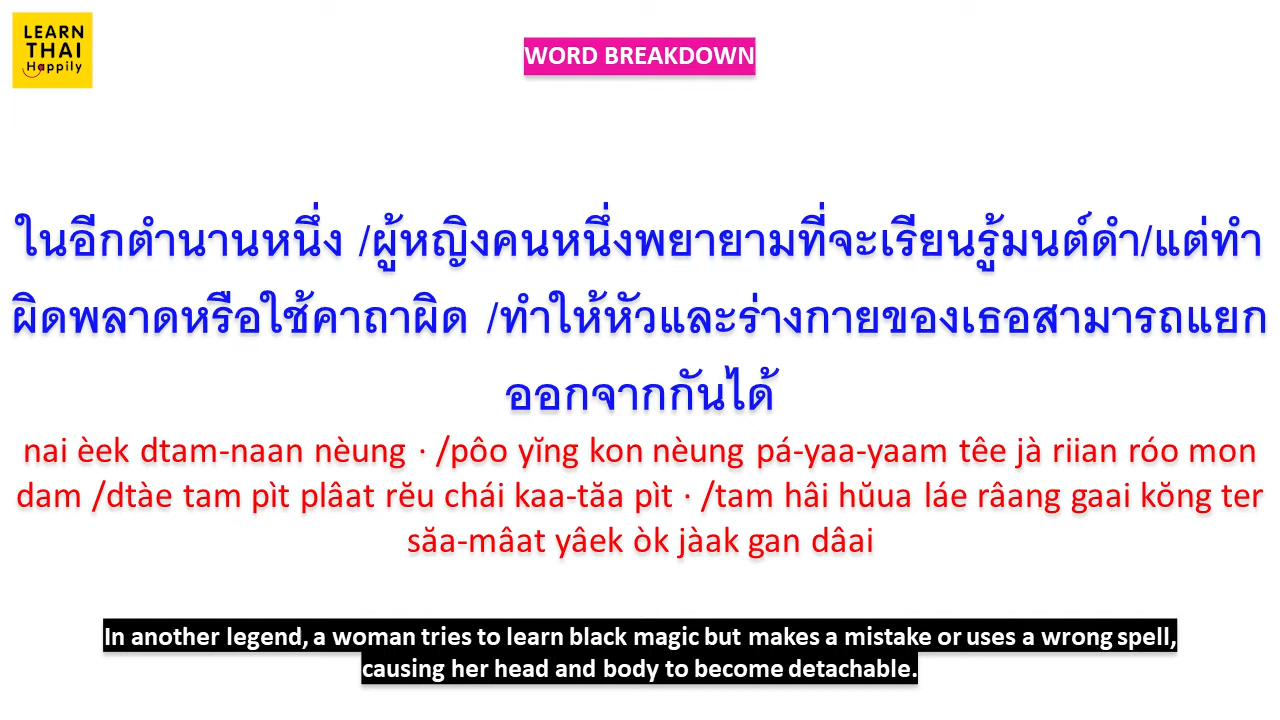 LEARN
THAI
Happily
WORD BREAKDOWN
ในอีกตำนานหนึ่ง /ผู้หญิงคนหนึ่งพยายามที่จะเรียนรู้มนต์ดำ/แต่ทำ
ผิดพลาดหรือใช้คาถาผิด /ทำให้หัวและร่างกายของเธอสามารถแยก
ออกจากกันได้
nai èek dtam-naan nèung · /pôo yĭng kon nèung pá-yaa-yaam têe jà riian róo mon
dam /dtàe tam pìt plâat rĕu chái kaa-tăa pìt · /tam hâi hŭua láe râang gaai kŏng ter
săa-mâat yâek òk jàak gan dâai
In another legend, a woman tries to learn black magic but makes a mistake or uses a wrong spell,
causing her head and body to become detachable.